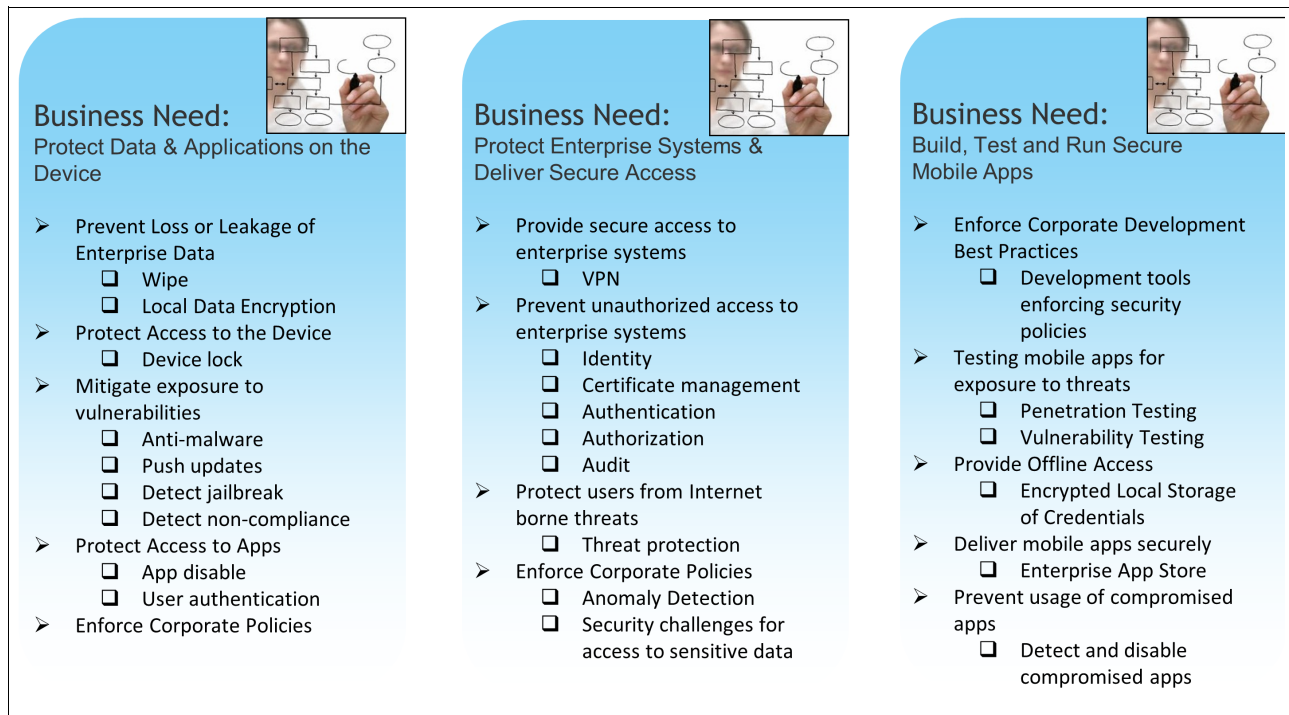 Business Need:
Protect Data & Applications on the
Device
➢ Prevent Loss or Leakage of
Enterprise Data
❑ Wipe
❑ Local Data Encryption
➢ Protect Access to the Device
❑ Device lock
➢ Mitigate exposure to
vulnerabilities
❑ Anti-malware
❑ Push updates
❑ Detect jailbreak
❑ Detect non-compliance
➢ Protect Access to Apps
❑ App disable
❑ User authentication
➢ Enforce Corporate Policies
Business Need:
Protect Enterprise Systems &
Deliver Secure Access
➢ Provide secure access to
enterprise systems
❑ VPN
➢ Prevent unauthorized access to
enterprise systems
❑ Identity
❑ Certificate management
❑ Authentication
❑ Authorization
❑ Audit
➢ Protect users from Internet
borne threats
❑ Threat protection
➢ Enforce Corporate Policies
❑ Anomaly Detection
❑ Security challenges for
access to sensitive data
Business Need:
Build, Test and Run Secure
Mobile Apps
➢ Enforce Corporate Development
Best Practices
❑ Development tools
enforcing security
policies
➢ Testing mobile apps for
exposure to threats
❑ Penetration Testing
❑ Vulnerability Testing
➢ Provide Offline Access
❑ Encrypted Local Storage
of Credentials
➢ Deliver mobile apps securely
❑ Enterprise App Store
➢ Prevent usage of compromised
apps
❑ Detect and disable
compromised apps